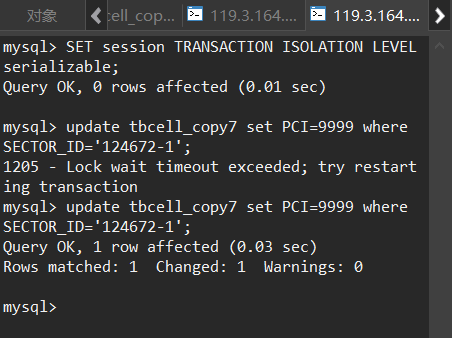 对象
cell_cop...
119.3.164....
119.3.164....
mysql> SET session TRANSACTION ISOLATION LEVEL
serializable;
Query OK, 0 rows affected (0.01 sec)
mysql> update tbcell_copy7 set PCI=9999 where
SECTOR_ID='124672-1';
1205 - Lock wait timeout exceeded; try restart
ing transaction
mysql> update tbcell_copy7 set PCI=9999 where
SECTOR_ID='124672-1';
Query OK, 1 row affected (0.03 sec)
Rows matched: 1  Changed: 1  Warnings: 0
mysql>